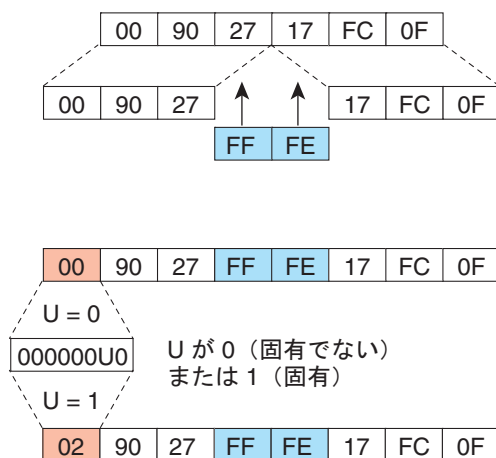 00 90 27 17 FC 0F
00 90 27 17 FC 0F
FF FE
00 90 27 FF FE 17 FC 0F
U = 0
000000U0
U が 0（固有でない）
または 1（固有）
U = 1
02 90 27 FF FE 17 FC 0F